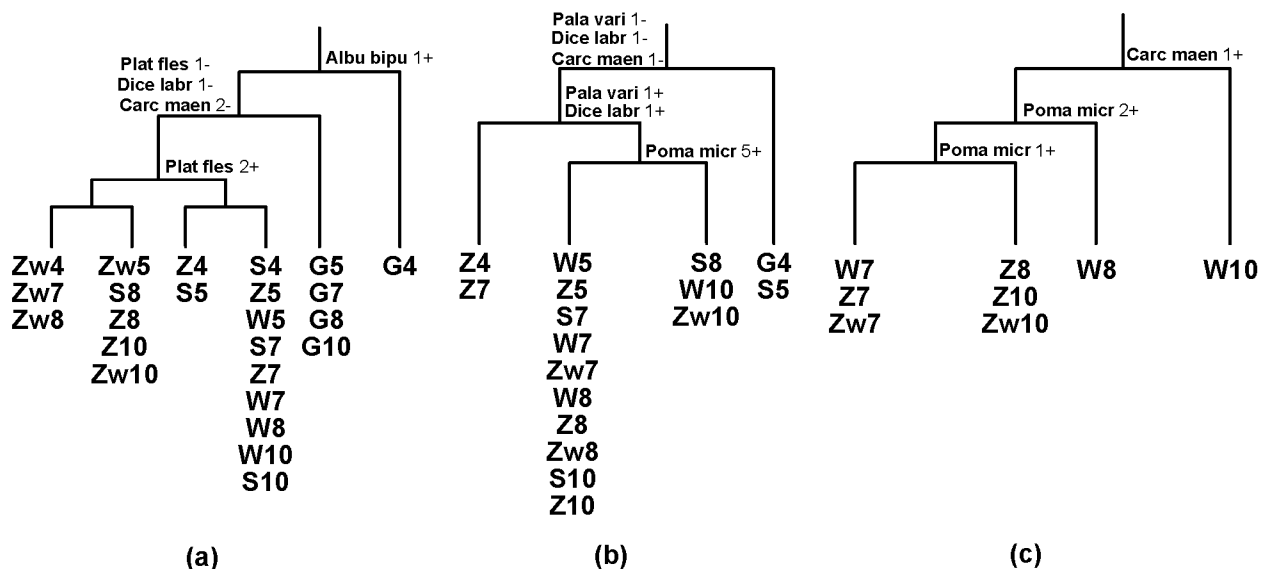 Albu bipu 1+
Plat fles 1-
Dice labr 1-
Carc maen 2-
Plat fles 2+
Zw4
Zw7
Zw8
Zw5
S8
Z8
Z10
Zw10
Z4
S5
S4
Z5
W5
S7
Z7
W7
W8
W10
S10
G5
G7
G8
G10
G4
(a)
Pala vari 1-
Dice labr 1-
Carc maen 1-
Pala vari 1+
Dice labr 1+
Poma micr 5+
Z4
Z7
W5
Z5
S7
W7
Zw7
W8
Z8
Zw8
S10
Z10
S8
W10
Zw10
G4
S5
(b)
Carc maen 1+
Poma micr 2+
Poma micr 1+
W7
Z7
Zw7
Z8
Z10
Zw10
W8
W10
(c)